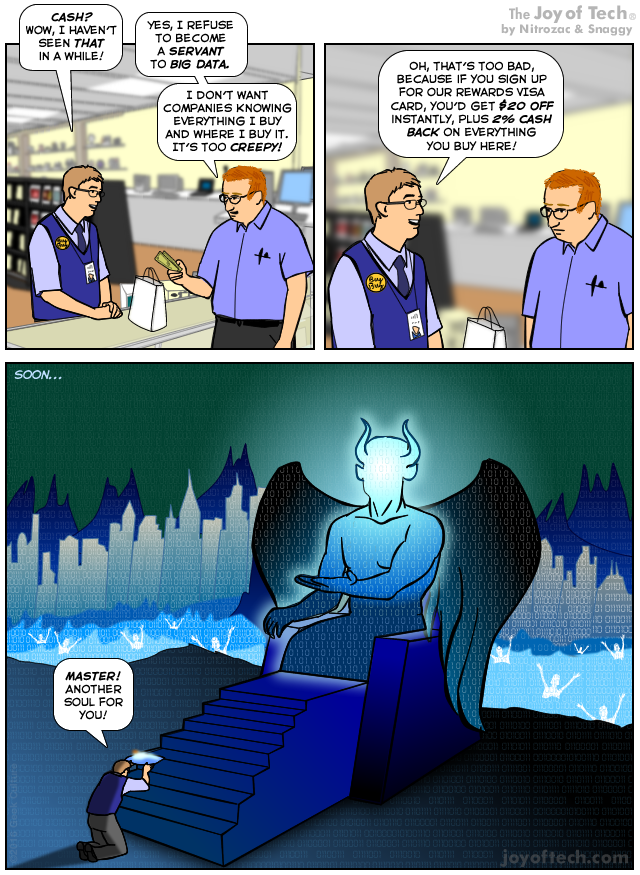 The Joy of Tech®
by Nitrozac & Snaggy
CASH?
WOW, I HAVEN'T
SEEN THAT
IN A WHILE!
YES, I REFUSE
TO BECOME
A SERVANT
TO BIG DATA.
I DON'T WANT
COMPANIES KNOWING
EVERYTHING I BUY
AND WHERE I BUY IT.
IT'S TOO CREEPY!
OH, THAT'S TOO BAD,
BECAUSE IF YOU SIGN UP
FOR OUR REWARDS VISA
CARD, YOU'D GET $20 OFF
INSTANTLY, PLUS 2% CASH
BACK ON EVERYTHING
YOU BUY HERE!
SOON...
MASTER!
ANOTHER
SOUL FOR
YOU!
joyoftech.com